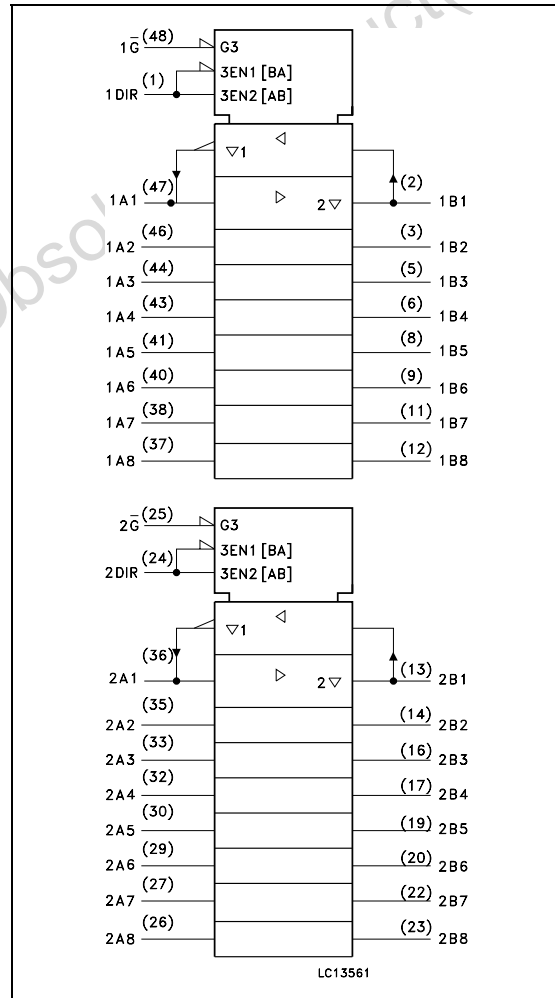 1G̅ (48) G3
3EN1 [BA]
1DIR (1) 3EN2 [AB]
▽1 ◁
1A1 (47) ▷ 2▽ (2) 1B1
1A2 (46) (3) 1B2
1A3 (44) (5) 1B3
1A4 (43) (6) 1B4
1A5 (41) (8) 1B5
1A6 (40) (9) 1B6
1A7 (38) (11) 1B7
1A8 (37) (12) 1B8
2G̅ (25) G3
3EN1 [BA]
2DIR (24) 3EN2 [AB]
▽1 ◁
2A1 (36) ▷ 2▽ (13) 2B1
2A2 (35) (14) 2B2
2A3 (33) (16) 2B3
2A4 (32) (17) 2B4
2A5 (30) (19) 2B5
2A6 (29) (20) 2B6
2A7 (27) (22) 2B7
2A8 (26) (23) 2B8
LC13561